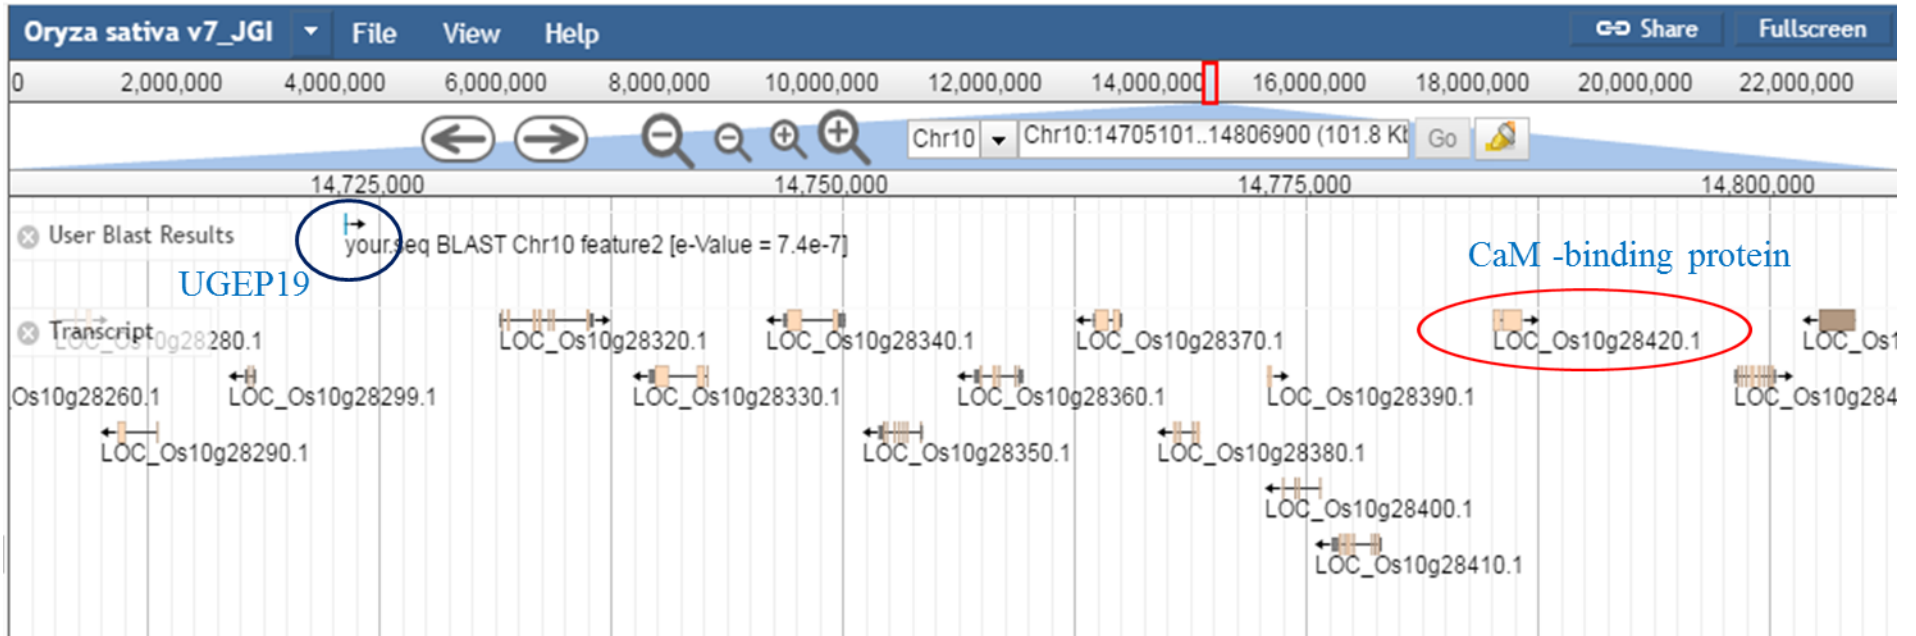 Oryza sativa v7_JGI File View Help Share Fullscreen
0 2,000,000 4,000,000 6,000,000 8,000,000 10,000,000 12,000,000 14,000,000 16,000,000 18,000,000 20,000,000 22,000,000
Chr10 Chr10:14705101..14806900 (101.8 Kb Go
14,725,000 14,750,000 14,775,000 14,800,000
User Blast Results
your.seq BLAST Chr10 feature2 [e-Value = 7.4e-7]
CaM -binding protein
UGEP19
Transcript
LOC_Os10g28280.1 LOC_Os10g28320.1 LOC_Os10g28340.1 LOC_Os10g28370.1 LOC_Os10g28420.1 LOC_Os1
_Os10g28260.1 LOC_Os10g28299.1 LOC_Os10g28330.1 LOC_Os10g28360.1 LOC_Os10g28390.1 LOC_Os10g284
LOC_Os10g28290.1 LOC_Os10g28350.1 LOC_Os10g28380.1
LOC_Os10g28400.1
LOC_Os10g28410.1